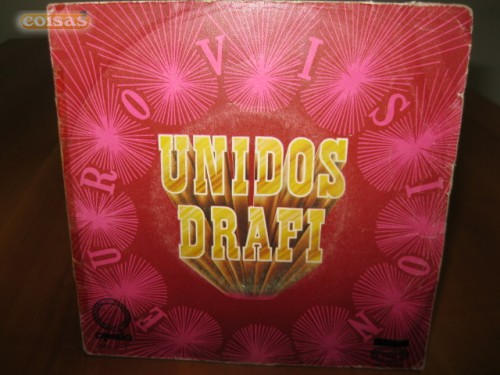 coisas
EUROVISION
UNIDOS
DRAFI